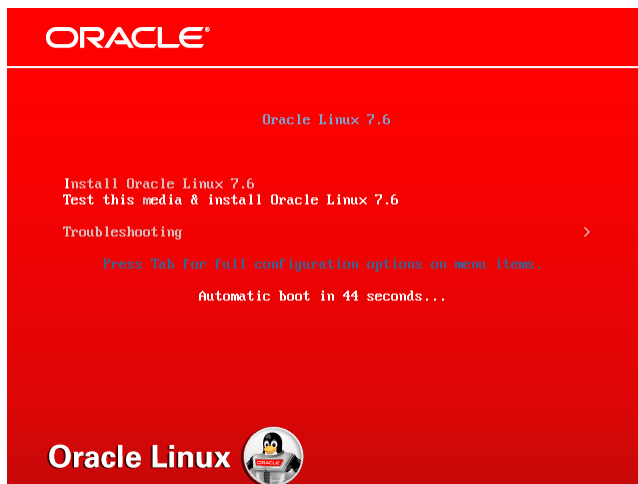 ORACLE®
Oracle Linux 7.6
Install Oracle Linux 7.6
Test this media & install Oracle Linux 7.6
Troubleshooting >
Press Tab for full configuration options on menu items.
Automatic boot in 44 seconds...
Oracle Linux
ORACLE